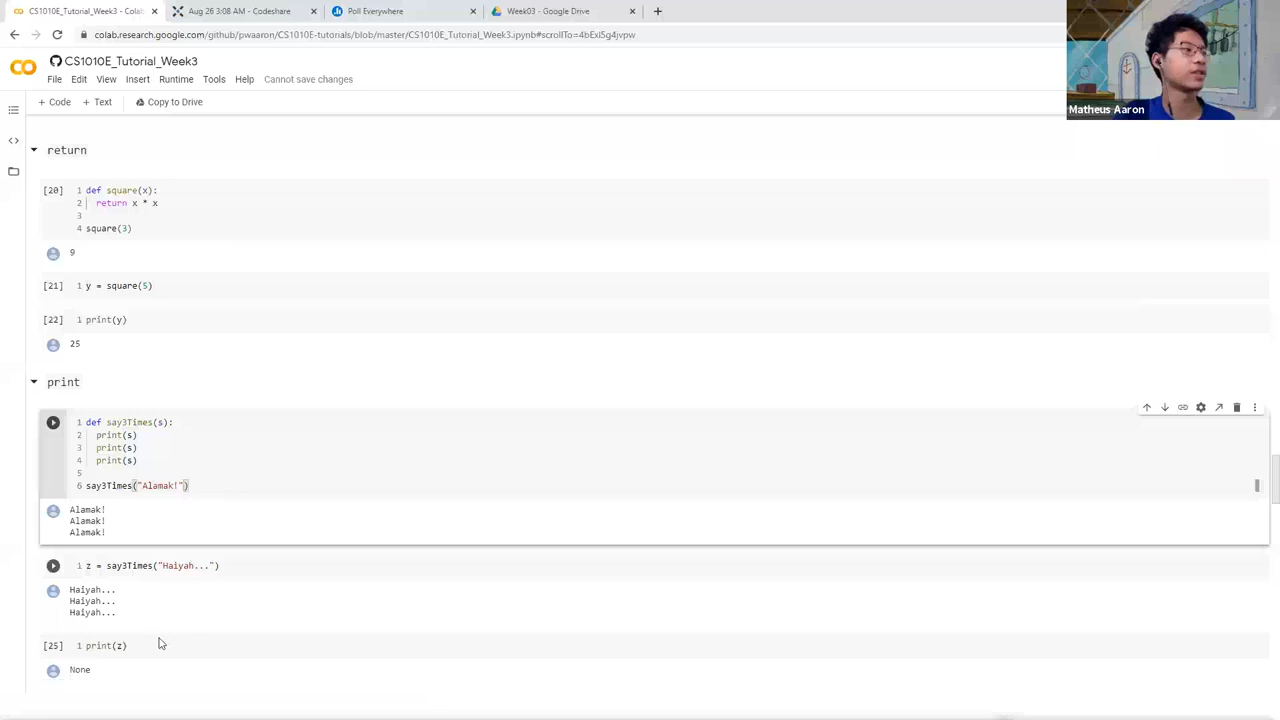 CS1010E_Tutorial_Week3 - Colab
Aug 26 3:08 AM - Codeshare
Poll Everywhere
Week03 - Google Drive
colab.research.google.com/github/pwaaron/CS1010E-tutorials/blob/master/CS1010E_Tutorial_Week3.ipynb#scrollTo=4bExl5g4jvpw
CS1010E_Tutorial_Week3
File Edit View Insert Runtime Tools Help Cannot save changes
+ Code + Text Copy to Drive
Matheus Aaron
return
[20] 1 def square(x):
2 return x * x
3
4 square(3)
9
[21] 1 y = square(5)
[22] 1 print(y)
25
print
1 def say3Times(s):
2 print(s)
3 print(s)
4 print(s)
5
6 say3Times("Alamak!")
Alamak!
Alamak!
Alamak!
1 z = say3Times("Haiyah...")
Haiyah...
Haiyah...
Haiyah...
[25] 1 print(z)
None